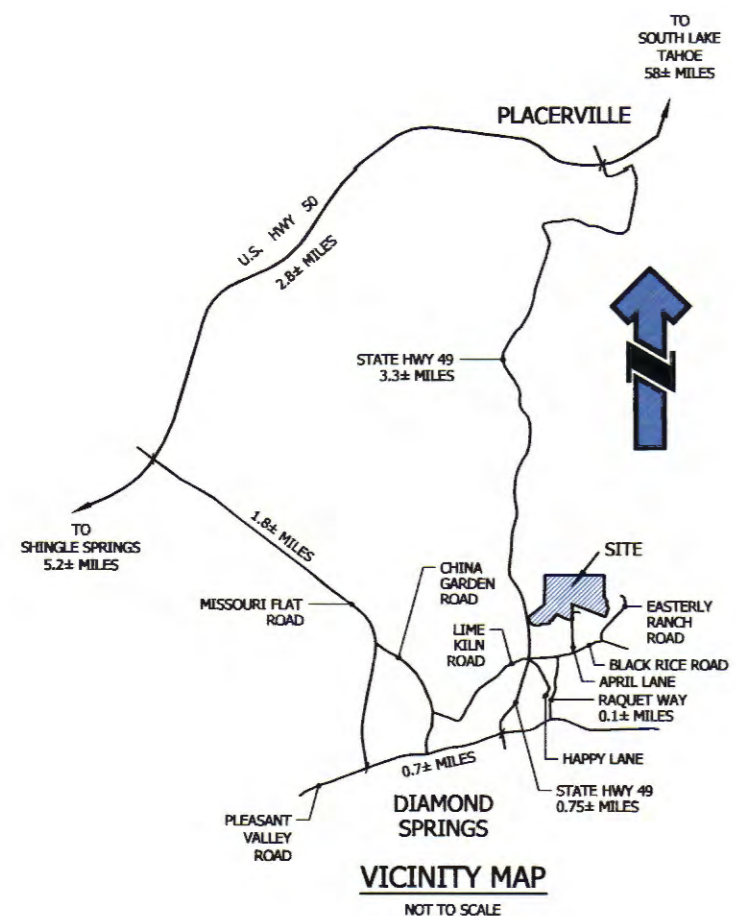 TO
SOUTH LAKE
TAHOE
58± MILES
PLACERVILLE
U.S. HWY 50
2.8± MILES
STATE HWY 49
3.3± MILES
N
TO
SHINGLE SPRINGS
5.2± MILES
1.8± MILES
MISSOURI FLAT
ROAD
CHINA
GARDEN
ROAD
LIME
KILN
ROAD
SITE
EASTERLY
RANCH
ROAD
BLACK RICE ROAD
APRIL LANE
RAQUET WAY
0.1± MILES
HAPPY LANE
STATE HWY 49
0.75± MILES
0.7± MILES
PLEASANT
VALLEY
ROAD
DIAMOND
SPRINGS
VICINITY MAP
NOT TO SCALE